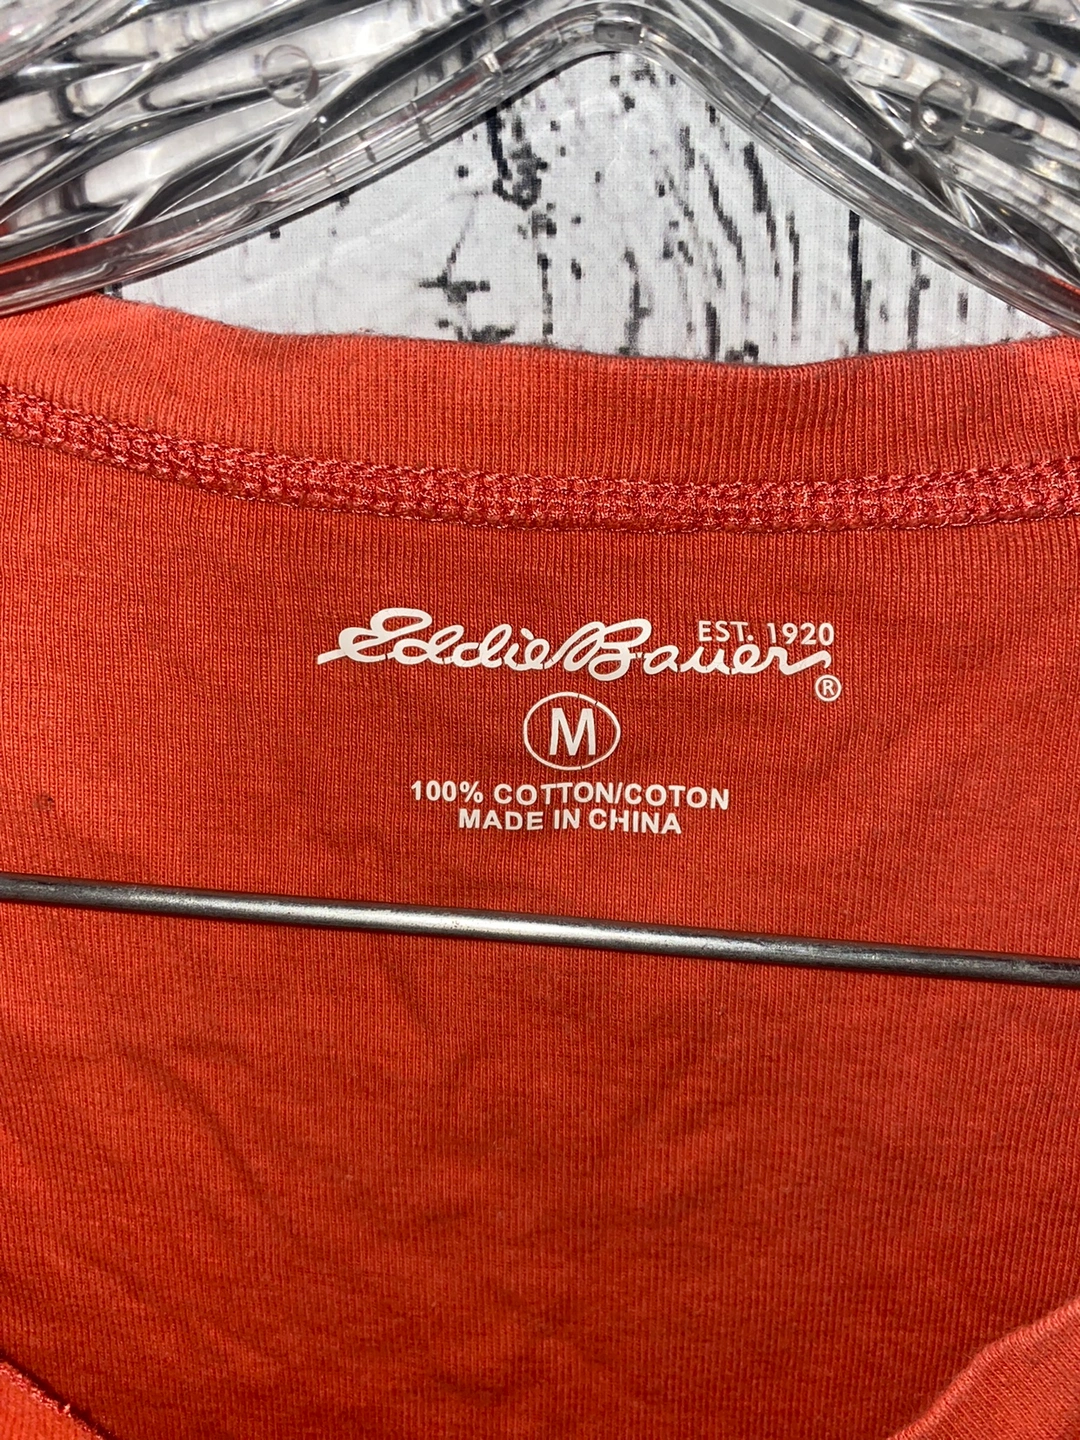 Eddie Bauer EST. 1920
®
M
100% COTTON/COTON
MADE IN CHINA